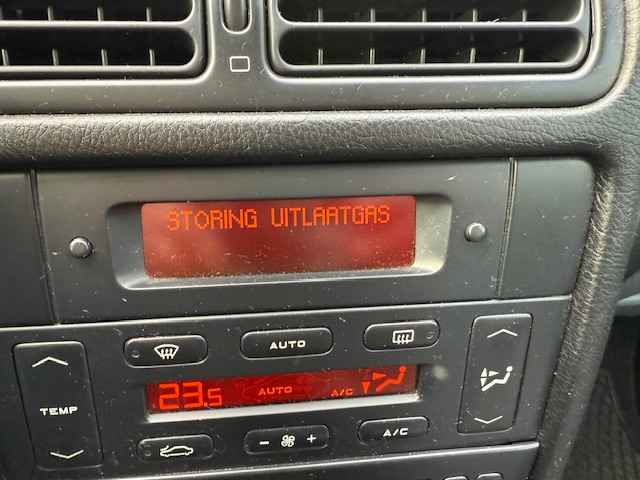 STORING UITLAATGAS
AUTO
TEMP
23.5 AUTO A/C
- +
A/C